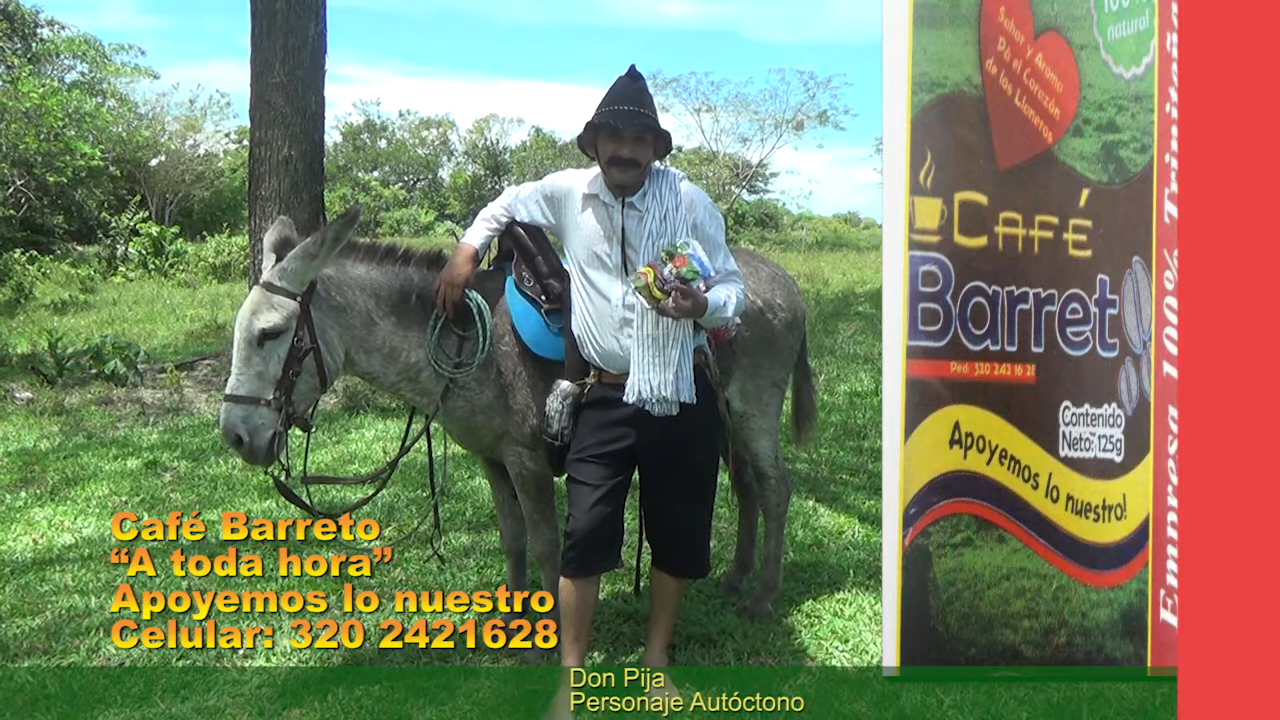 Café Barreto
“A toda hora”
Apoyemos lo nuestro
Celular: 320 2421628
Don Pija
Personaje Autóctono
100%
natural
Sabor y Aroma
Pa el Corazón
de los Llaneros
CAFÉ
Barret
Ped: 320 242 16 28
Contenido
Neto: 125g
Apoyemos lo nuestro!
Empresa 100% Trinitaria